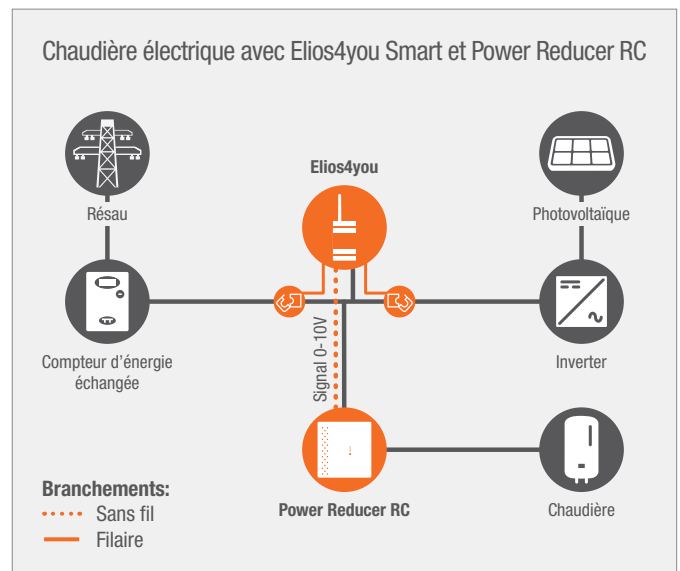 Chaudière électrique avec Elios4you Smart et Power Reducer RC
Elios4you
Résau
Photovoltaïque
Compteur d'énergie
échangée
Signal 0-10V
Inverter
Branchements:
Sans fil
Filaire
Power Reducer RC
Chaudière